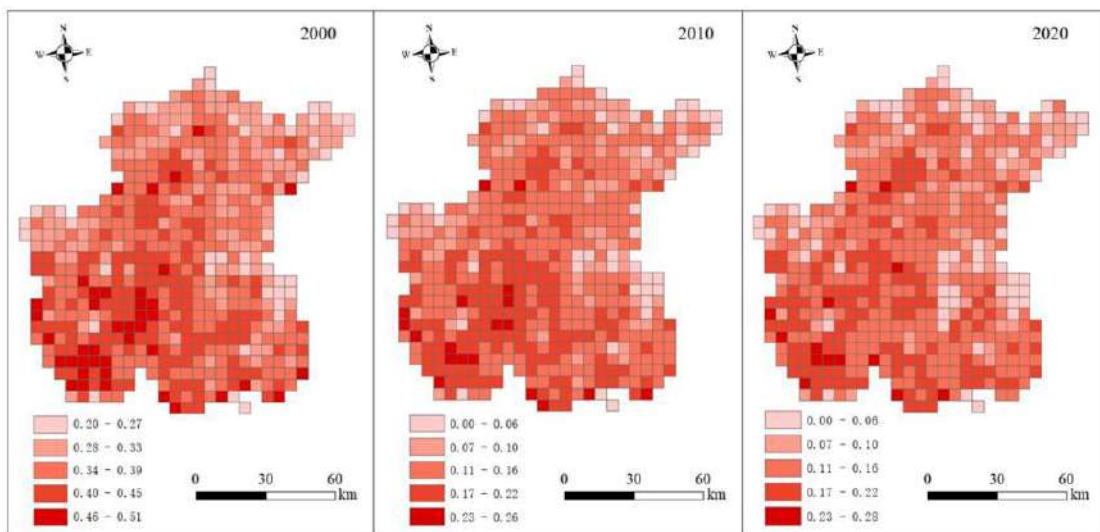 N
W E
S
2000
0.20 - 0.27
0.28 - 0.33
0.34 - 0.39
0.40 - 0.45
0.46 - 0.51
0 30 60
km
N
W E
S
2010
0.00 - 0.06
0.07 - 0.10
0.11 - 0.16
0.17 - 0.22
0.23 - 0.26
0 30 60
km
N
W E
S
2020
0.00 - 0.06
0.07 - 0.10
0.11 - 0.16
0.17 - 0.22
0.23 - 0.28
0 30 60
km